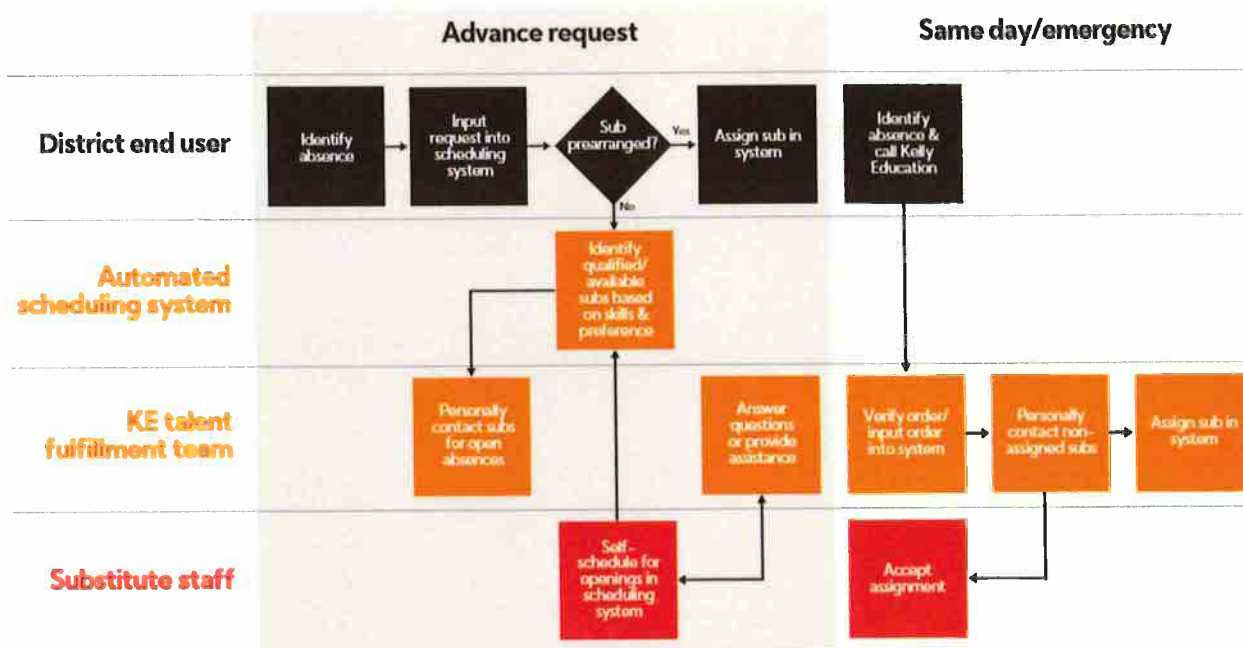 Advance request
Same day/emergency
District end user
Identify
absence
Input
request into
scheduling
system
Sub
prearranged?
Yes
No
Assign sub in
system
Identify
absence &
call Kelly
Education
Automated
scheduling system
Identify
qualified/
available
subs based
on skills &
preference
KE talent
fulfillment team
Personally
contact subs
for open
absences
Answer
questions
or provide
assistance
Verify order/
input order
into system
Personally
contact non-
assigned subs
Assign sub in
system
Substitute staff
Self-
schedule for
openings in
scheduling
system
Accept
assignment